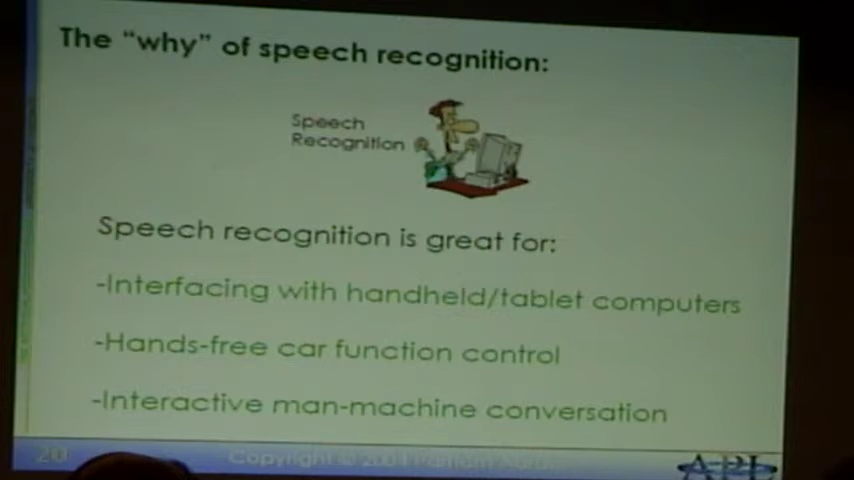 The "why" of speech recognition:
Speech
Recognition
Speech recognition is great for:
-Interfacing with handheld/tablet computers
-Hands-free car function control
-Interactive man-machine conversation
Copyright ©